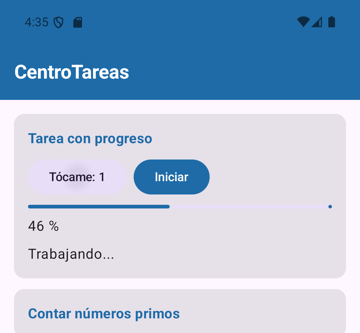 4:35
CentroTareas
Tarea con progreso
Tócame: 1
Iniciar
46 %
Trabajando...
Contar números primos